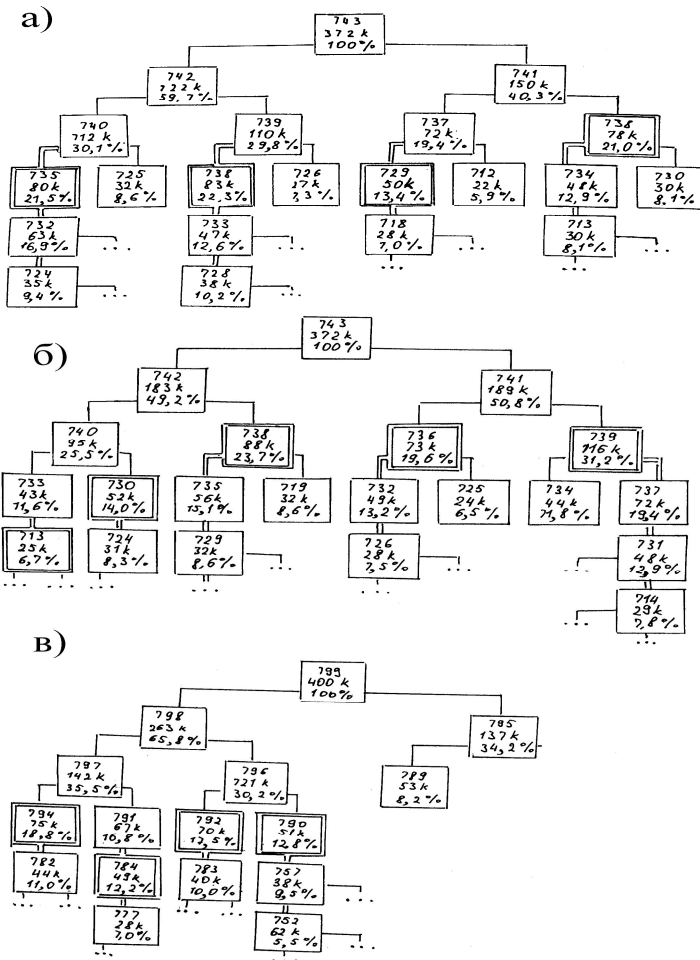 а)
743
372 k
100%
742
722 k
59,7%
741
150 k
40,3%
740
112 k
30,1%
739
110 k
29,8%
737
72 k
19,4%
738
78 k
21,0%
735
80 k
21,5%
725
32 k
8,6%
738
83 k
22,3%
726
27 k
7,3%
729
50 k
13,4%
712
22 k
5,9%
734
48 k
12,9%
730
30 k
8,1%
732
63 k
16,9%
...
733
47 k
12,6%
...
718
28 k
7,0%
...
713
30 k
8,1%
...
...
...
724
35 k
9,4%
...
728
38 k
10,2%
...
б)
743
372 k
100%
742
183 k
49,2%
741
189 k
50,8%
740
95 k
25,5%
738
88 k
23,7%
736
73 k
19,6%
739
116 k
31,2%
733
43 k
11,6%
730
52 k
14,0%
735
56 k
15,1%
719
32 k
8,6%
732
49 k
13,2%
725
24 k
6,5%
734
44 k
11,8%
737
72 k
19,4%
713
25 k
6,7%
724
31 k
8,3%
729
32 k
8,6%
...
726
28 k
7,5%
...
...
731
48 k
12,9%
... ... ...
...
...
...
714
29 k
7,8%
...
в)
799
400 k
100%
798
263 k
65,8%
795
137 k
34,2%
797
142 k
35,5%
796
721 k
30,2%
789
53 k
8,2%
794
75 k
18,8%
791
67 k
10,8%
792
70 k
17,5%
790
51 k
12,8%
782
44 k
11,0%
784
49 k
12,2%
783
40 k
10,0%
757
38 k
9,5%
...
... ...
... ...
777
28 k
7,0%
752
62 k
5,5%
...
...
...